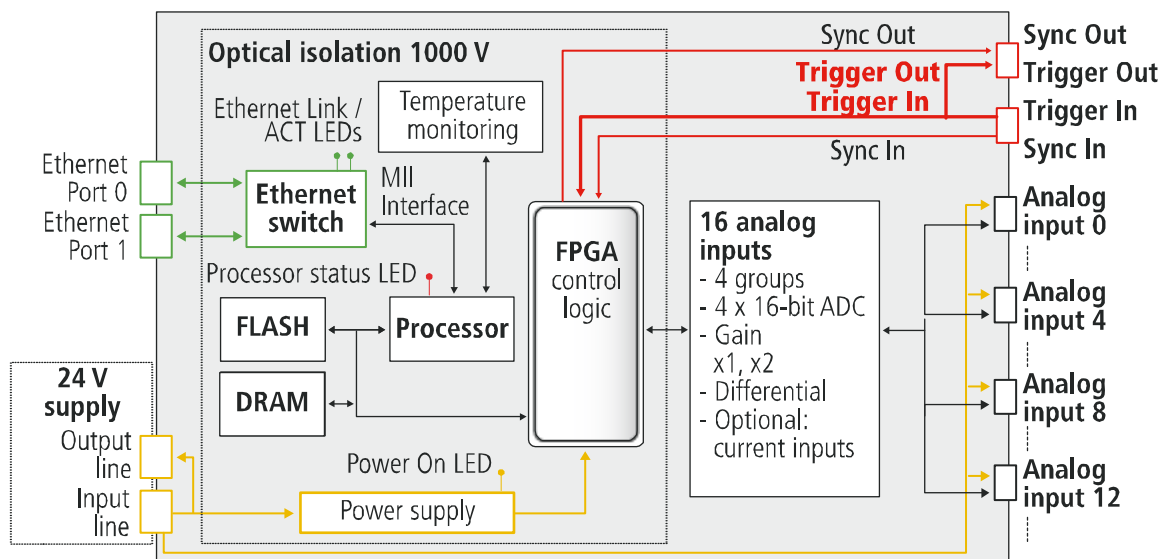 Optical isolation 1000 V
Sync Out
Sync Out
Trigger Out
Trigger Out
Trigger In
Trigger In
Sync In
Sync In
Ethernet Link /
ACT LEDs
Temperature
monitoring
Ethernet
Port 0
Ethernet
Port 1
Ethernet
switch
MII
Interface
Processor status LED
FLASH
Processor
DRAM
FPGA
control
logic
16 analog
inputs
- 4 groups
- 4 x 16-bit ADC
- Gain
x1, x2
- Differential
- Optional:
current inputs
Analog
input 0
Analog
input 4
Analog
input 8
Analog
input 12
24 V
supply
Output
line
Input
line
Power On LED
Power supply